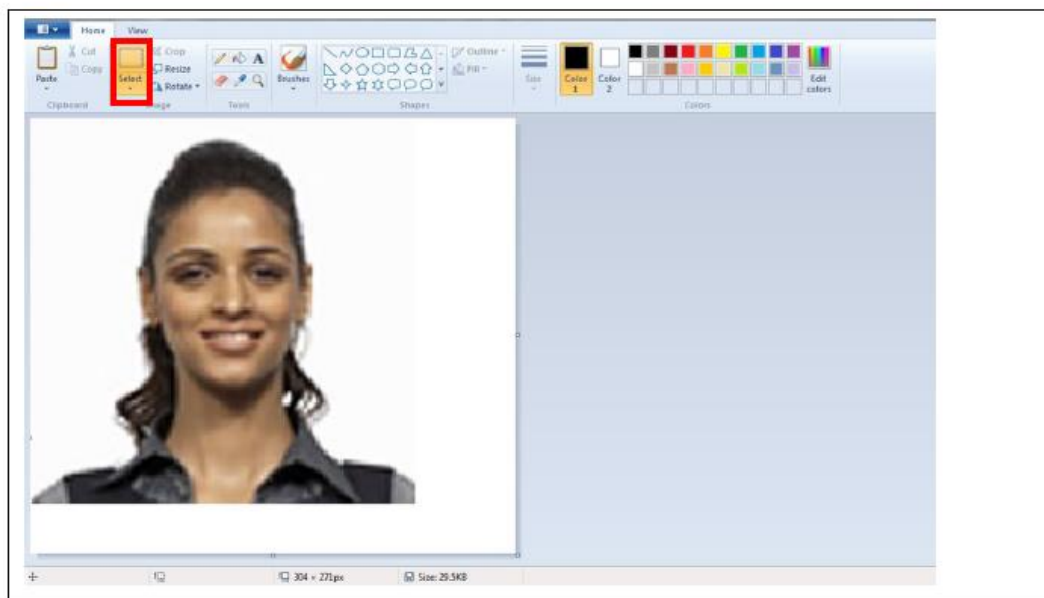 Home View
Paste
Cut
Copy
Clipboard
Select
Crop
Resize
Rotate
Image
A
Tools
Brushes
Outline
Fill
Shapes
Size
Color
1
Color
2
Edit
colors
Colors
304 × 271px
Size: 29.5KB